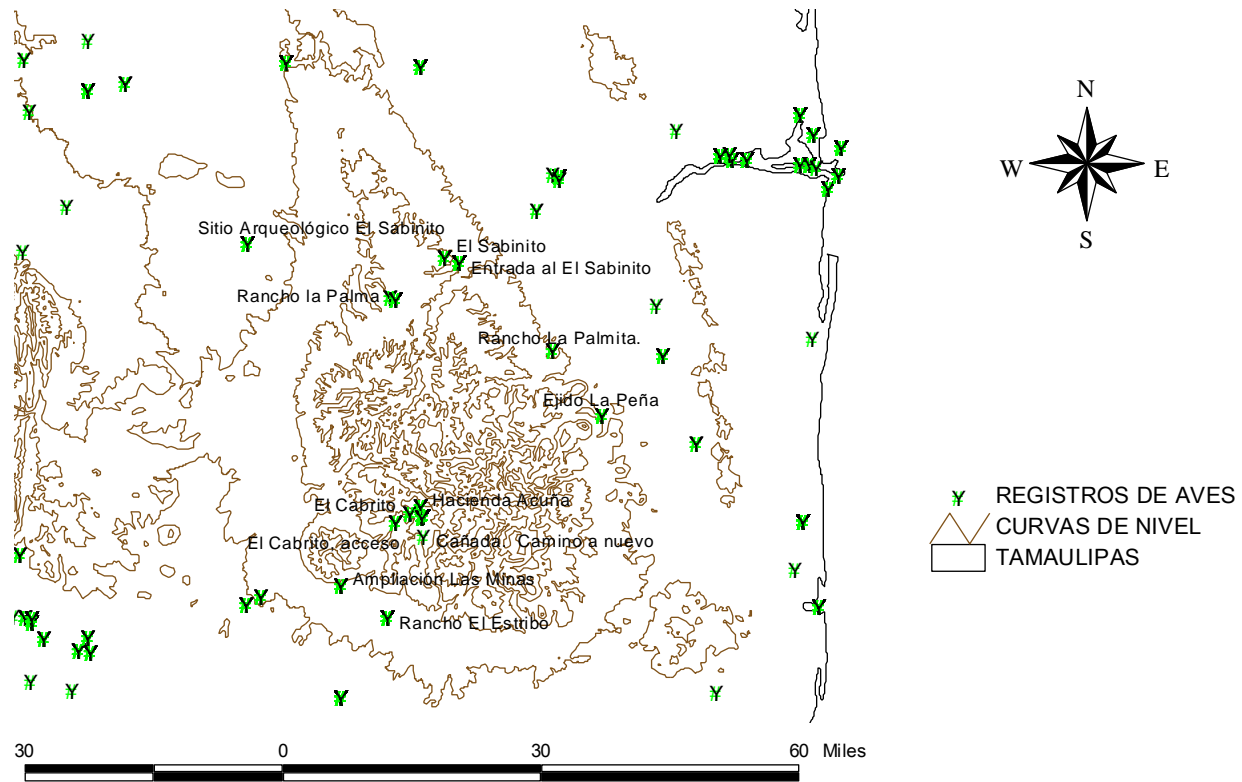 N
W E
S
Sitio Arqueológico El Sabinito
El Sabinito
Entrada al El Sabinito
Rancho la Palma
Rancho La Palmita.
Ejido La Peña
El Cabrito
Hacienda Acuña
El Cabrito, acceso
Cañada, Camino a nuevo
Ampliación Las Minas
Rancho El Estribo
REGISTROS DE AVES
CURVAS DE NIVEL
TAMAULIPAS
30 0 30 60 Miles